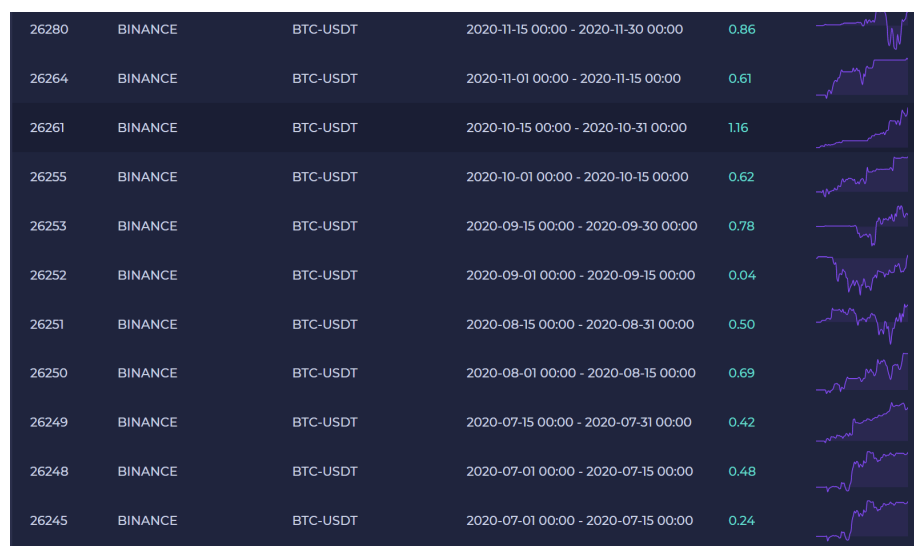 26280 BINANCE BTC-USDT 2020-11-15 00:00 - 2020-11-30 00:00 0.86
26264 BINANCE BTC-USDT 2020-11-01 00:00 - 2020-11-15 00:00 0.61
26261 BINANCE BTC-USDT 2020-10-15 00:00 - 2020-10-31 00:00 1.16
26255 BINANCE BTC-USDT 2020-10-01 00:00 - 2020-10-15 00:00 0.62
26253 BINANCE BTC-USDT 2020-09-15 00:00 - 2020-09-30 00:00 0.78
26252 BINANCE BTC-USDT 2020-09-01 00:00 - 2020-09-15 00:00 0.04
26251 BINANCE BTC-USDT 2020-08-15 00:00 - 2020-08-31 00:00 0.50
26250 BINANCE BTC-USDT 2020-08-01 00:00 - 2020-08-15 00:00 0.69
26249 BINANCE BTC-USDT 2020-07-15 00:00 - 2020-07-31 00:00 0.42
26248 BINANCE BTC-USDT 2020-07-01 00:00 - 2020-07-15 00:00 0.48
26245 BINANCE BTC-USDT 2020-07-01 00:00 - 2020-07-15 00:00 0.24